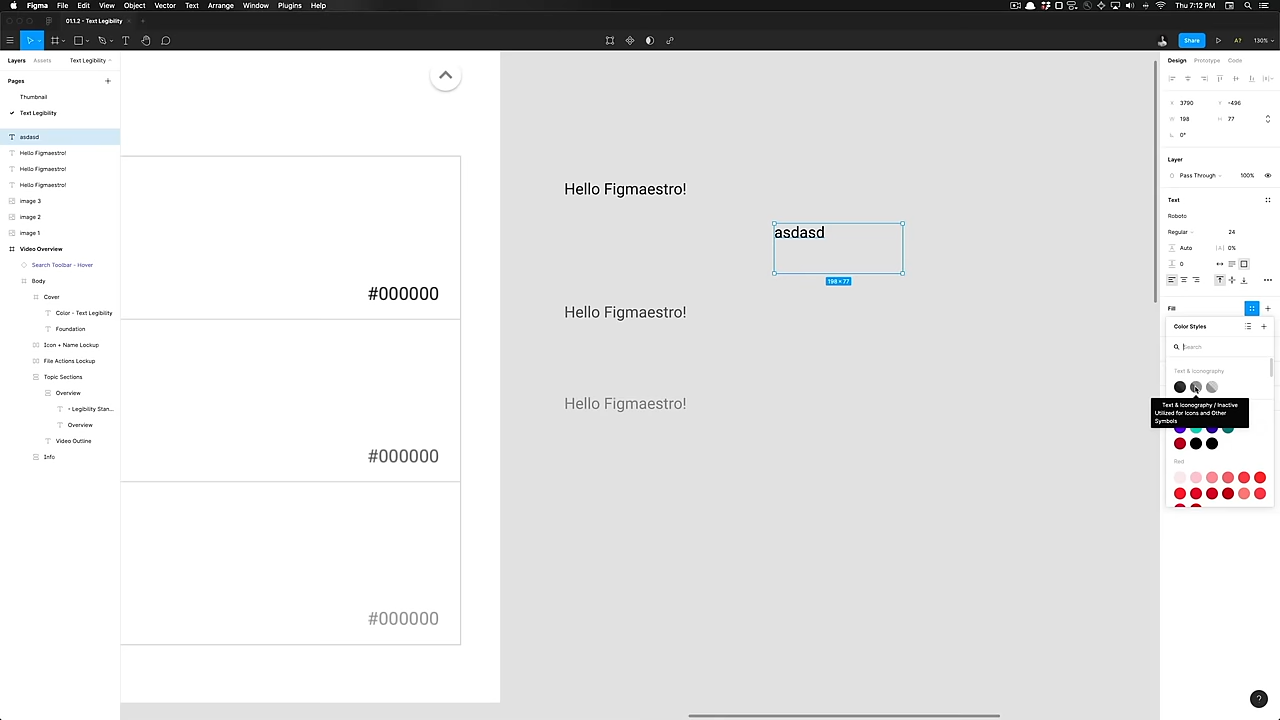 Figma File Edit View Object Vector Text Arrange Window Plugins Help
Thu 7:12 PM
01.1.2 - Text Legibility
Share
A?
130%
Layers Assets Text Legibility
Pages
Thumbnail
Text Legibility
asdasd
Hello Figmaestro!
Hello Figmaestro!
Hello Figmaestro!
image 3
image 2
image 1
Video Overview
Search Toolbar - Hover
Body
Cover
Color - Text Legibility
Foundation
Icon + Name Lockup
File Actions Lockup
Topic Sections
Overview
- Legibility Stan...
Overview
Video Outline
Info
#000000
#000000
#000000
Hello Figmaestro!
asdasd
198 × 77
Hello Figmaestro!
Hello Figmaestro!
Design Prototype Code
X 3790 Y -496
W 198 H 77
0°
Layer
Pass Through 100%
Text
Roboto
Regular 24
Auto 0%
0
Fill
Color Styles
Search
Text & Iconography
Text & Iconography / Inactive
Utilized for Icons and Other
Symbols
Red
?